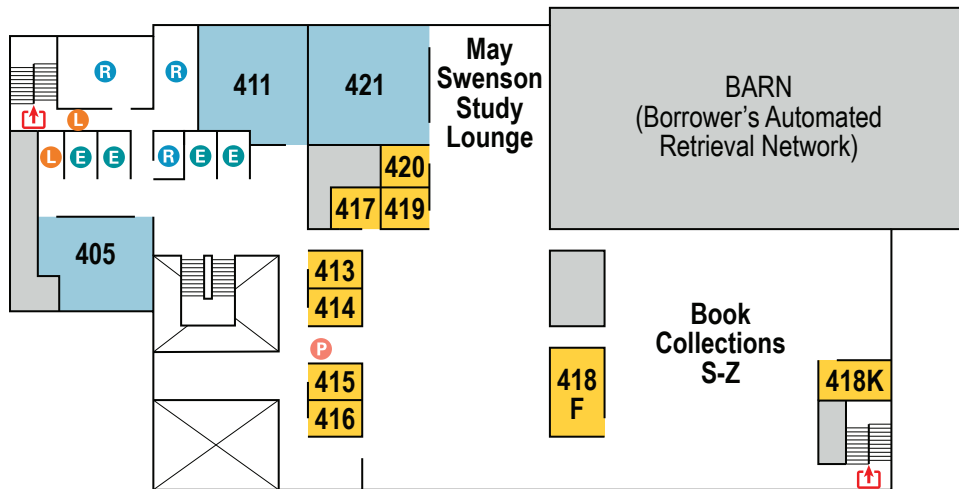 R
R
411
421
May
Swenson
Study
Lounge
BARN
(Borrower's Automated
Retrieval Network)
L
L
E
E
R
E
E
420
417
419
405
413
414
P
415
416
Book
Collections
S-Z
418
F
418K